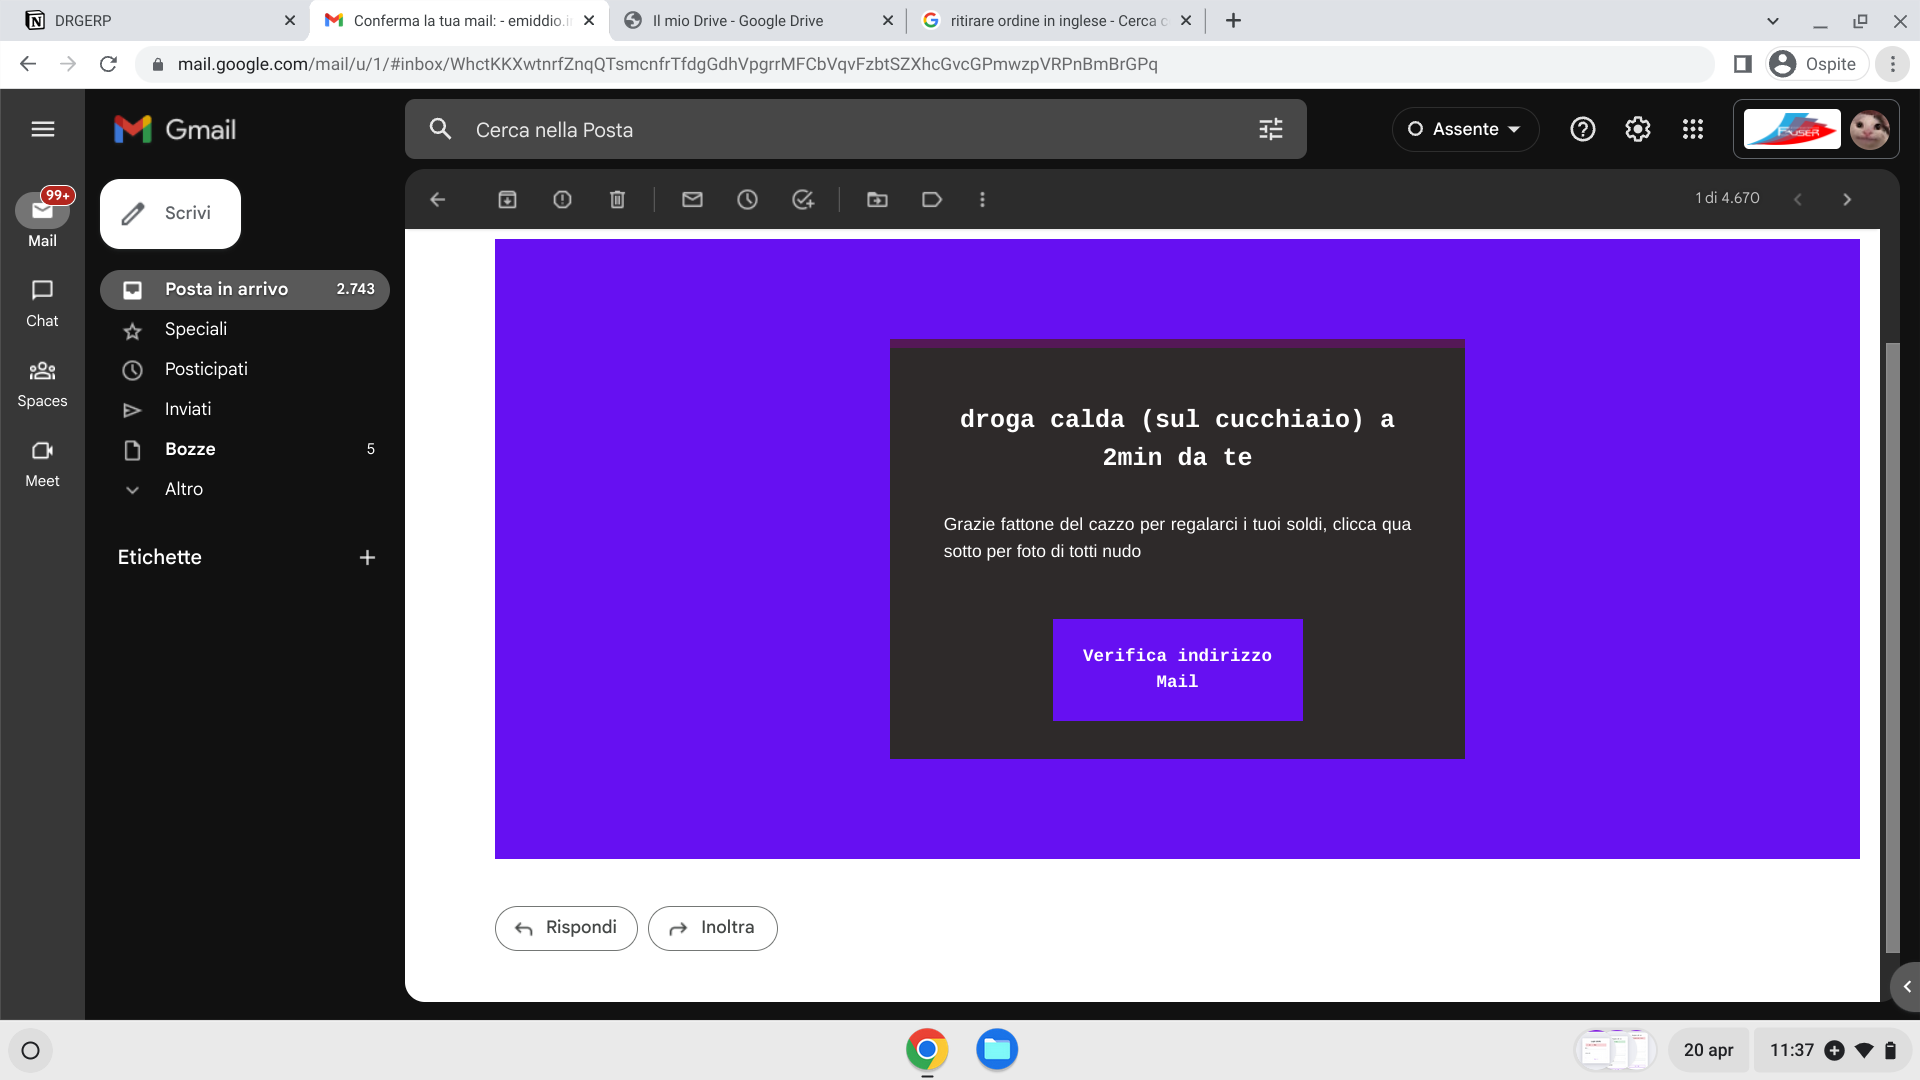 DRGERP
Conferma la tua mail: - emiddio.i
Il mio Drive - Google Drive
ritirare ordine in inglese - Cerca c
mail.google.com/mail/u/1/#inbox/WhctKKXwtnrfZnqQTsmcnfrTfdgGdhVpgrrMFCbVqvFzbtSZXhcGvcGPmwzpVRPnBmBrGPq
Ospite
Gmail
Cerca nella Posta
Assente
FAUSER
99+
Mail
Chat
Spaces
Meet
Scrivi
Posta in arrivo 2.743
Speciali
Posticipati
Inviati
Bozze 5
Altro
Etichette
1 di 4.670
droga calda (sul cucchiaio) a
2min da te
Grazie fattone del cazzo per regalarci i tuoi soldi, clicca qua
sotto per foto di totti nudo
Verifica indirizzo
Mail
Rispondi
Inoltra
20 apr
11:37